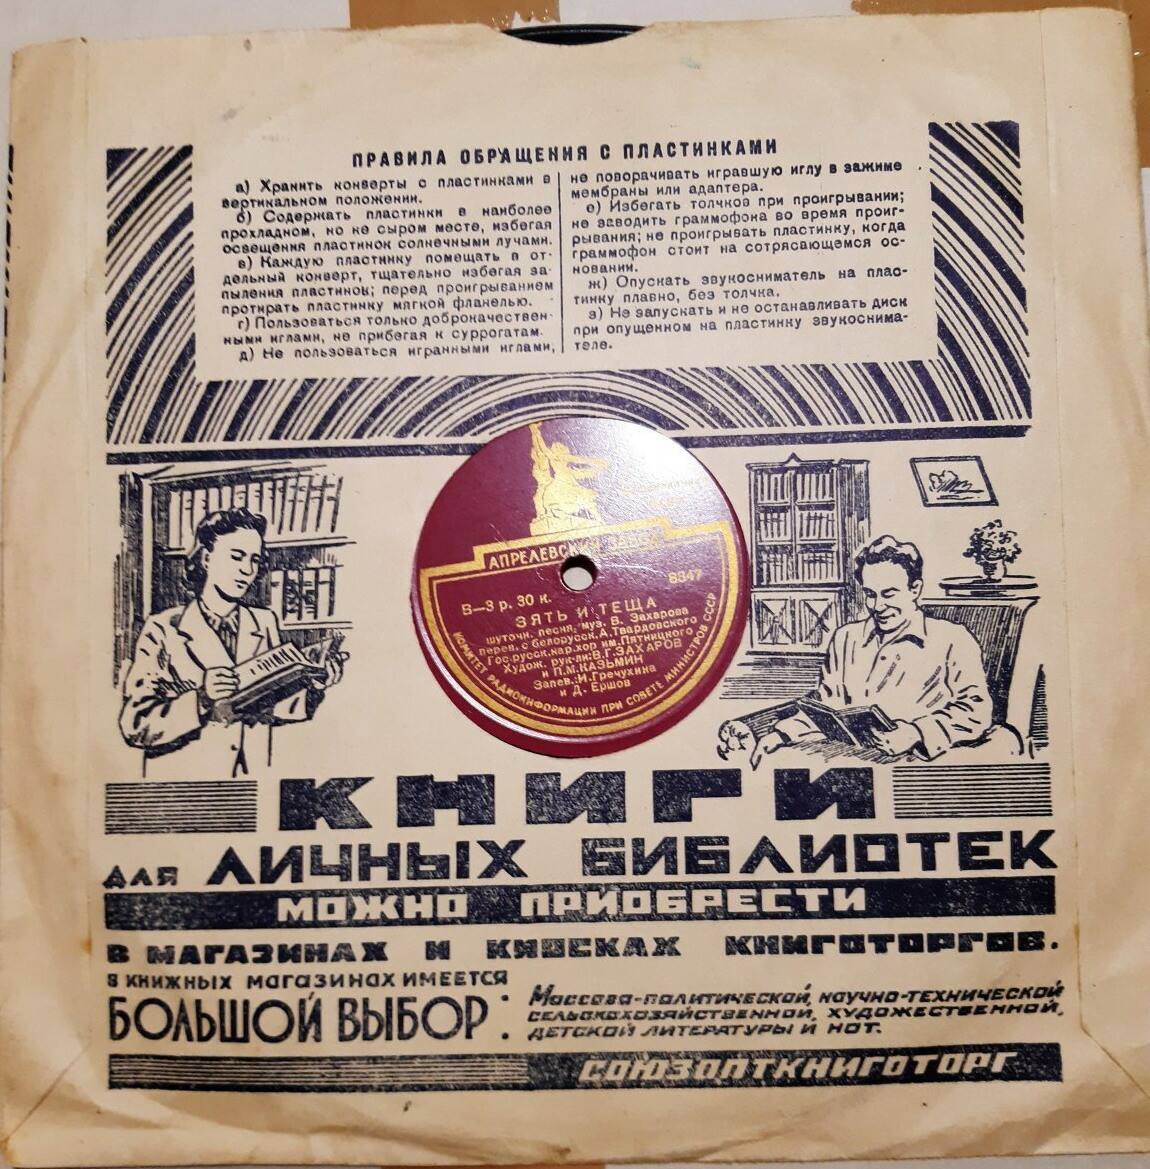 ПРАВИЛА ОБРАЩЕНИЯ С ПЛАСТИНКАМИ
а) Хранить конверты с пластинками в
вертикальном положении.
б) Содержать пластинки в наиболее
прохладном, но не сыром месте, избегая
освещения пластинок солнечными лучами.
в) Каждую пластинку помещать в от-
дельный конверт, тщательно избегая за-
пыления пластинок; перед проигрыванием
протирать пластинку мягкой фланелью.
г) Пользоваться только доброкачествен-
ными иглами, не прибегая к суррогатам.
д) Не пользоваться игранными иглами,
не поворачивать игравшую иглу в зажиме
мембраны или адаптера.
е) Избегать толчков при проигрывании;
не заводить граммофона во время проиг-
рывания; не проигрывать пластинку, когда
граммофон стоит на сотрясающемся ос-
новании.
ж) Опускать звукосниматель на плас-
тинку плавно, без толчка.
з) Не запускать и не останавливать диск
при опущенном на пластинку звукоснима-
теле.
АПРЕЛЕВСКИЙ ЗАВОД
8347
В—3 р. 30 к.
ЗЯТЬ И ТЕЩА
шуточн. песня, муз. В. Захарова
перев. с белорусск. А. Твардовского
Гос. русск. нар. хор им. Пятницкого
Худож. рук-ли: В. Г. ЗАХАРОВ
и П. М. КАЗЬМИН
Запев.: И. Гречухина
и Д. Ершов
КОМИТЕТ РАДИОИНФОРМАЦИИ ПРИ СОВЕТЕ МИНИСТРОВ СССР
КНИГИ
для ЛИЧНЫХ БИБЛИОТЕК
МОЖНО ПРИОБРЕСТИ
В МАГАЗИНАХ И КИОСКАХ КНИГОТОРГОВ.
В КНИЖНЫХ МАГАЗИНАХ ИМЕЕТСЯ
БОЛЬШОЙ ВЫБОР:
Массово-политической, научно-технической
сельскохозяйственной, художественной,
детской литературы и нот.
СОЮЗОПТКНИГОТОРГ